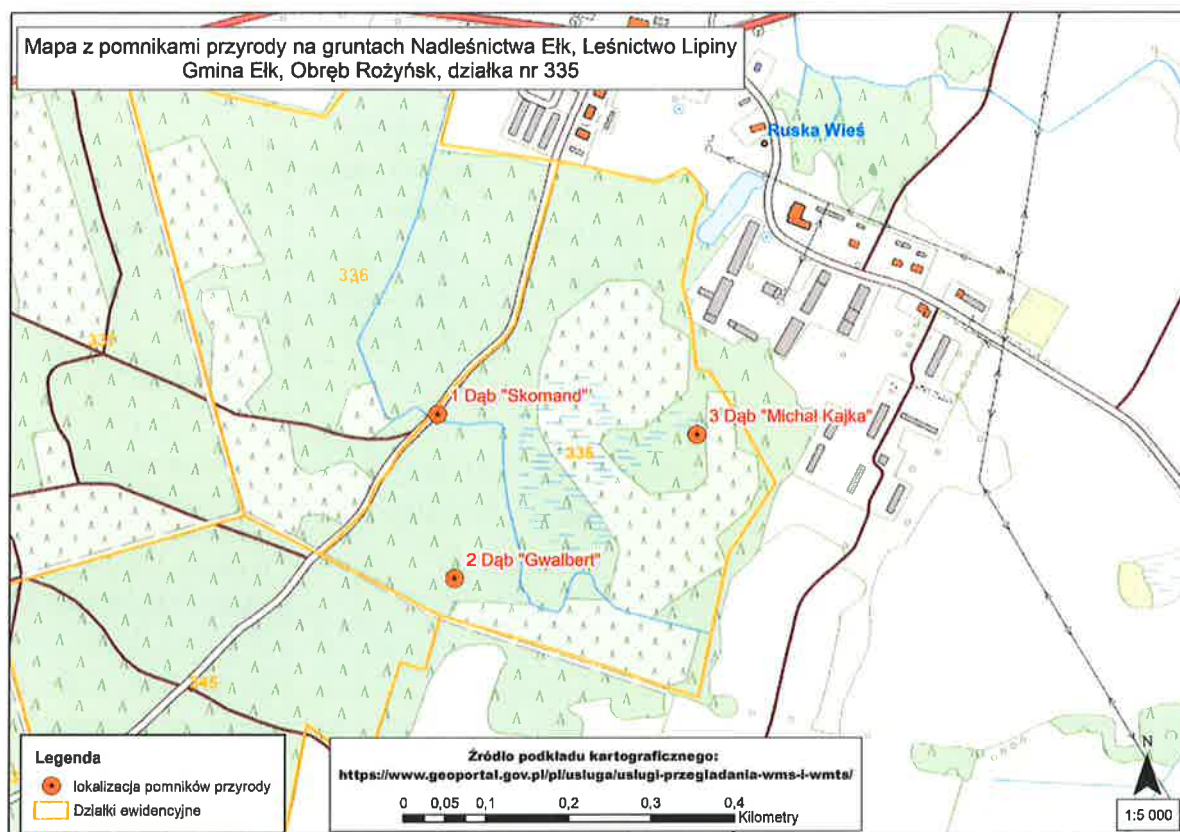 Mapa z pomnikami przyrody na gruntach Nadleśnictwa Ełk, Leśnictwo Lipiny
Gmina Ełk, Obręb Rożyńsk, działka nr 335
Ruska Wieś
336
337
1 Dąb "Skomand"
3 Dąb "Michał Kajka"
335
2 Dąb "Gwalbert"
345
Legenda
lokalizacja pomników przyrody
Działki ewidencyjne
Źródło podkładu kartograficznego:
https://www.geoportal.gov.pl/pl/usluga/uslugi-przegladania-wms-i-wmts/
0 0,05 0,1 0,2 0,3 0,4
Kilometry
N
1:5 000